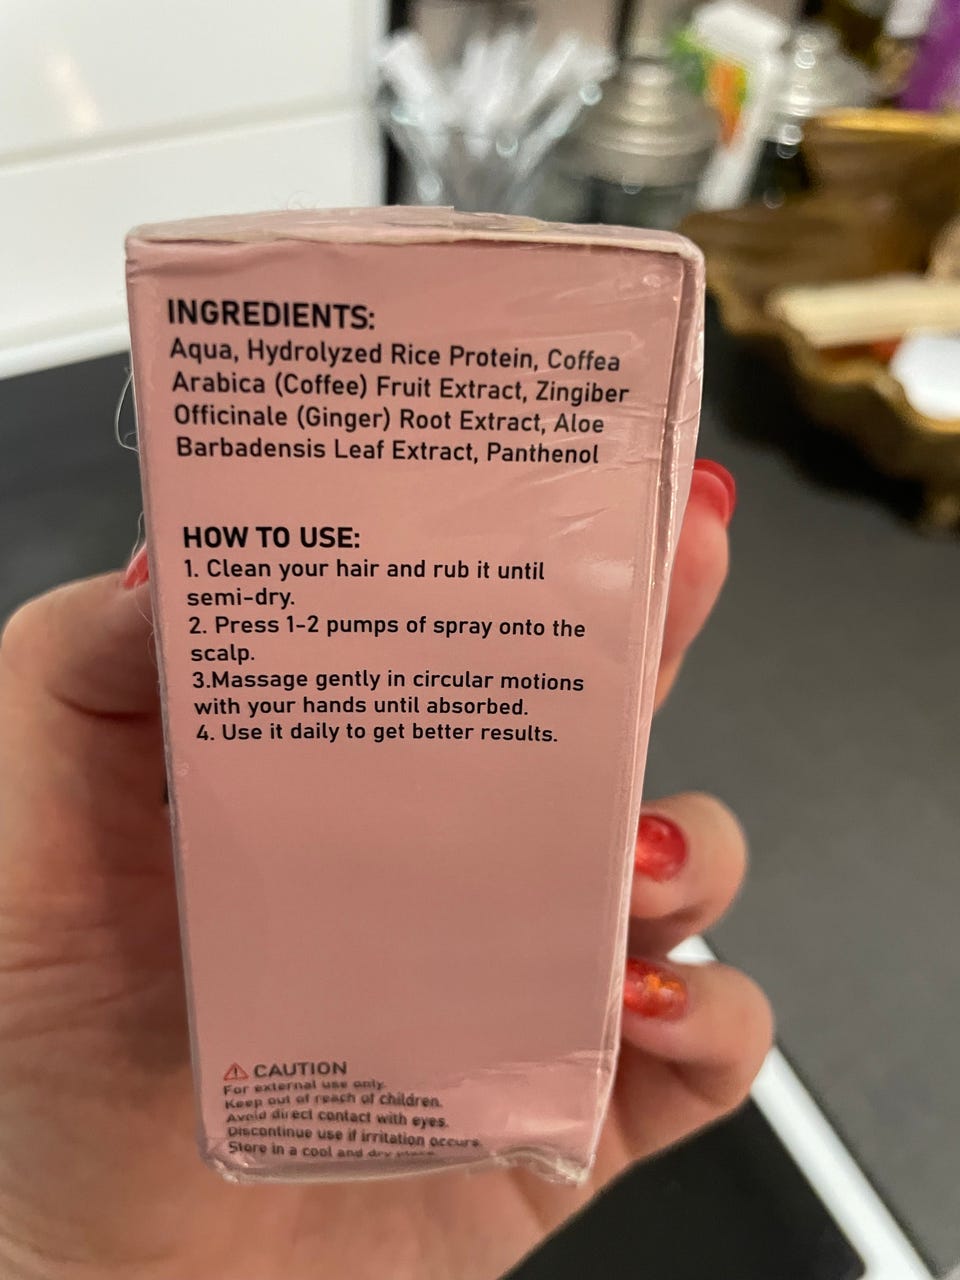 INGREDIENTS:
Aqua, Hydrolyzed Rice Protein, Coffea
Arabica (Coffee) Fruit Extract, Zingiber
Officinale (Ginger) Root Extract, Aloe
Barbadensis Leaf Extract, Panthenol
HOW TO USE:
1. Clean your hair and rub it until
semi-dry.
2. Press 1-2 pumps of spray onto the
scalp.
3.Massage gently in circular motions
with your hands until absorbed.
4. Use it daily to get better results.
CAUTION
For external use only.
Keep out of reach of children.
Avoid direct contact with eyes.
Discontinue use if irritation occurs.
Store in a cool and dry place.